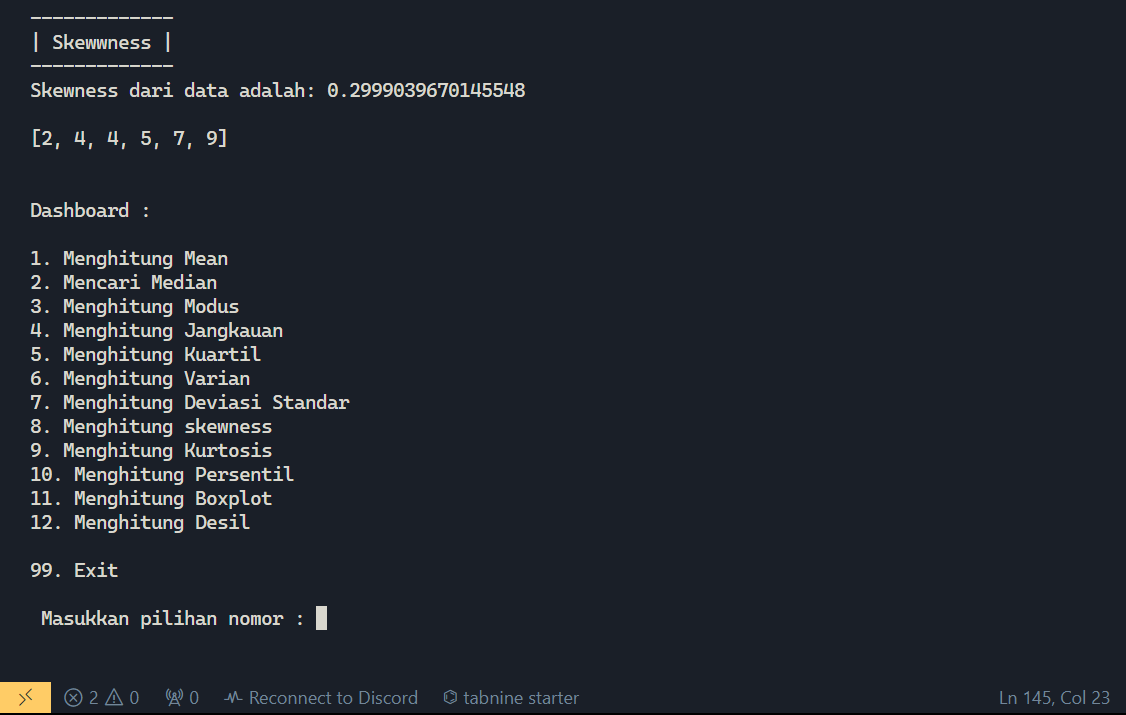 -------------
| Skewwness |
-------------
Skewness dari data adalah: 0.2999039670145548
[2, 4, 4, 5, 7, 9]
Dashboard :
1. Menghitung Mean
2. Mencari Median
3. Menghitung Modus
4. Menghitung Jangkauan
5. Menghitung Kuartil
6. Menghitung Varian
7. Menghitung Deviasi Standar
8. Menghitung skewness
9. Menghitung Kurtosis
10. Menghitung Persentil
11. Menghitung Boxplot
12. Menghitung Desil
99. Exit
Masukkan pilihan nomor :
2 0 0 Reconnect to Discord tabnine starter Ln 145, Col 23